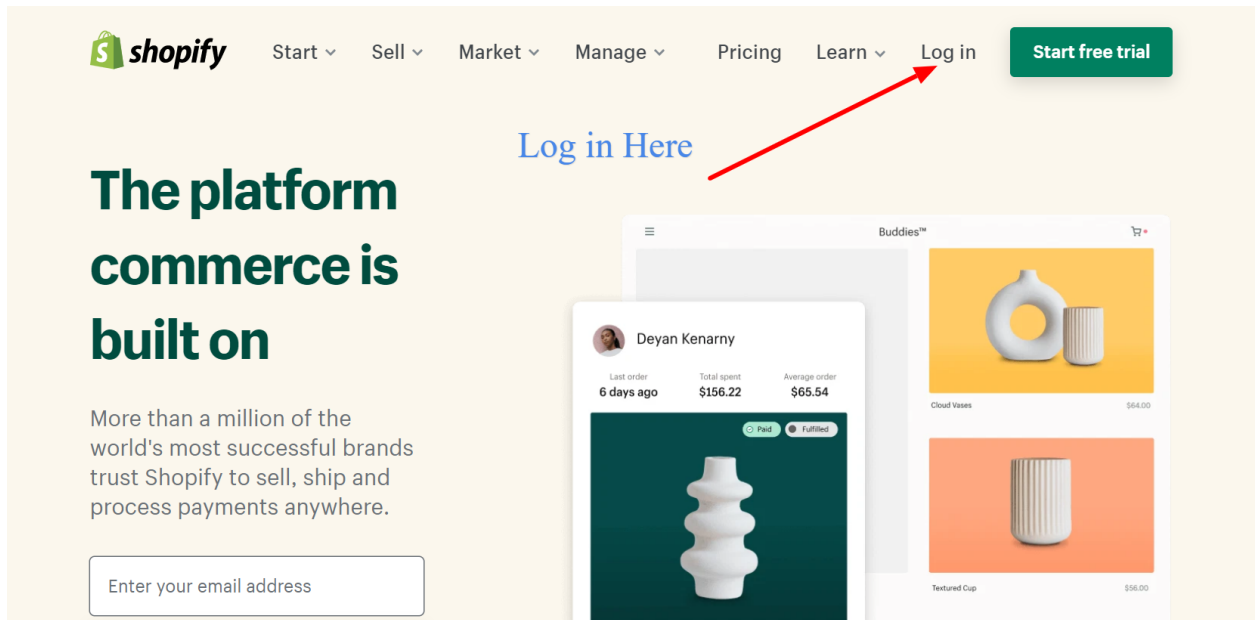 shopify Start Sell Market Manage Pricing Learn Log in Start free trial
Log in Here
The platform
commerce is
built on
More than a million of the
world's most successful brands
trust Shopify to sell, ship and
process payments anywhere.
Enter your email address
Buddies™
Deyan Kenarny
Last order Total spent Average order
6 days ago $156.22 $65.54
Paid Fulfilled
Cloud Vases $64.00
Textured Cup $56.00